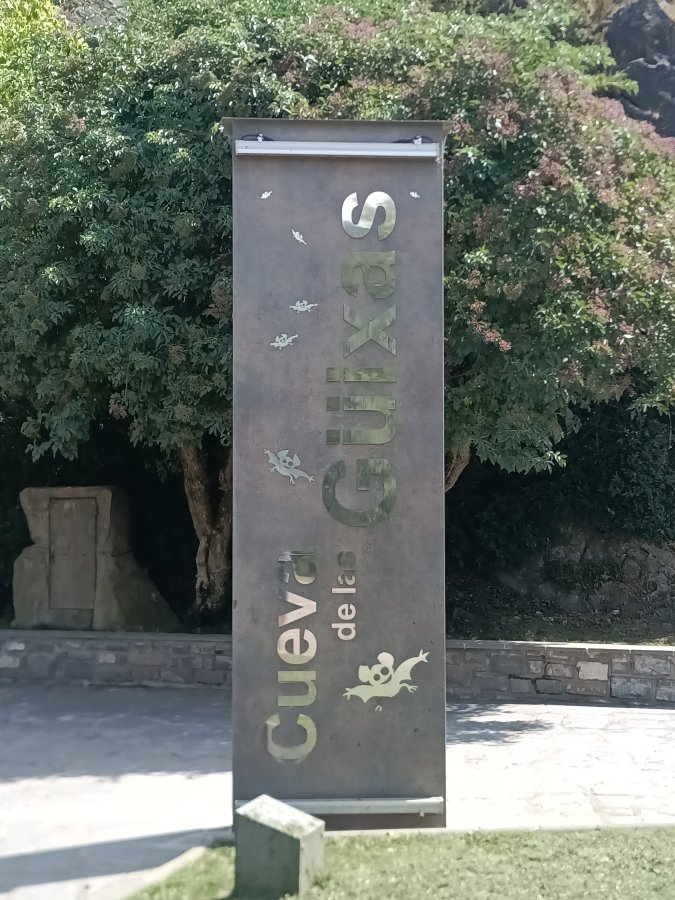 Cueva
de las
Güixas